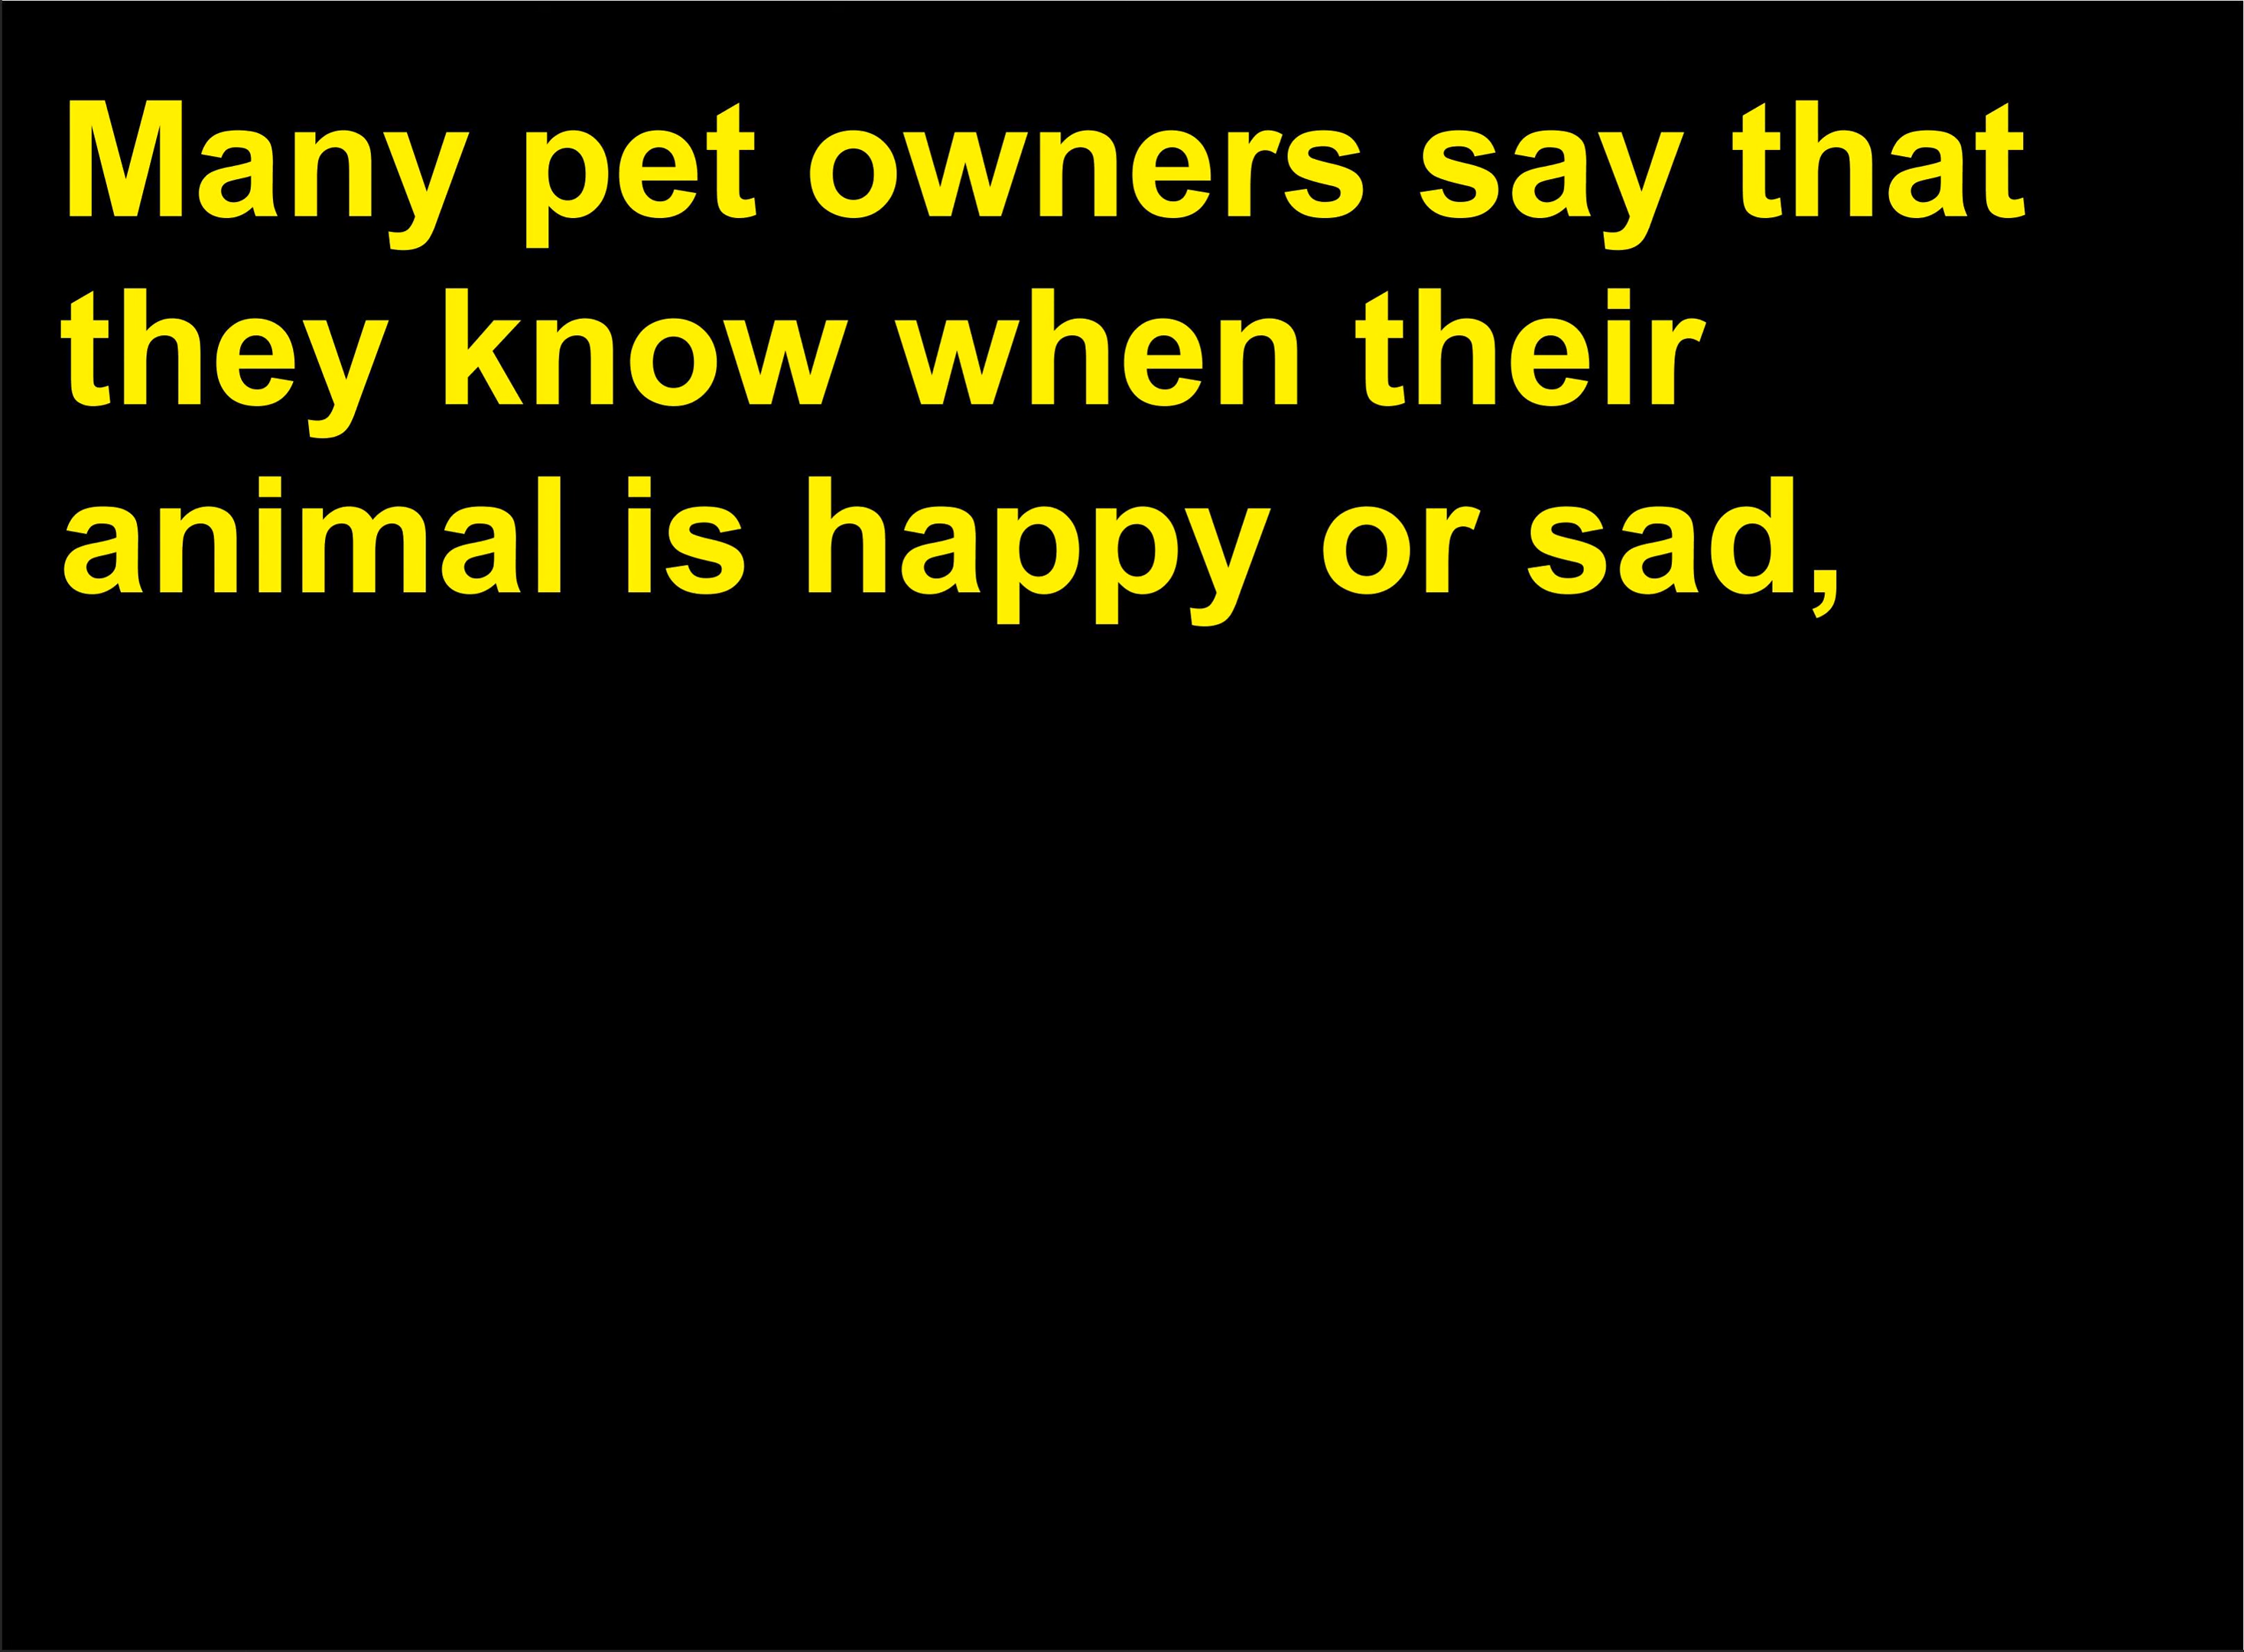 Many pet owners say that
they know when their
animal is happy or sad,